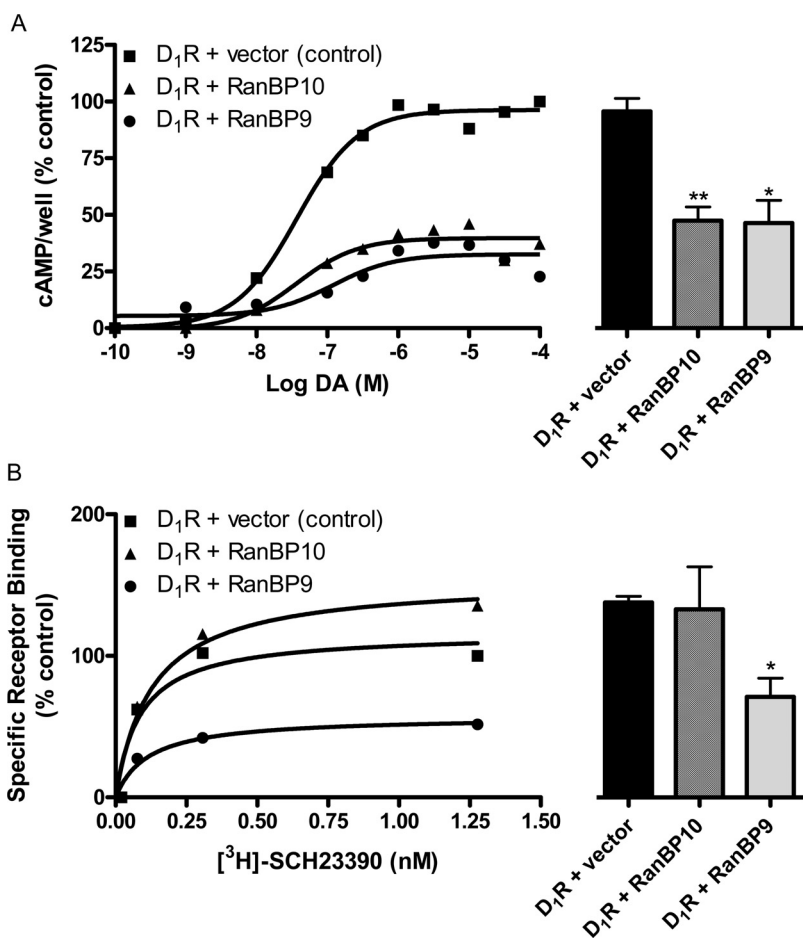 A
D₁R + vector (control)
D₁R + RanBP10
D₁R + RanBP9
100
75
50
25
0
cAMP/well (% control)
-10 -9 -8 -7 -6 -5 -4
Log DA (M)
** *
D₁R + vector
D₁R + RanBP10
D₁R + RanBP9
B
D₁R + vector (control)
D₁R + RanBP10
D₁R + RanBP9
200
100
0
Specific Receptor Binding
(% control)
0.00 0.25 0.50 0.75 1.00 1.25 1.50
[³H]-SCH23390 (nM)
*
D₁R + vector
D₁R + RanBP10
D₁R + RanBP9